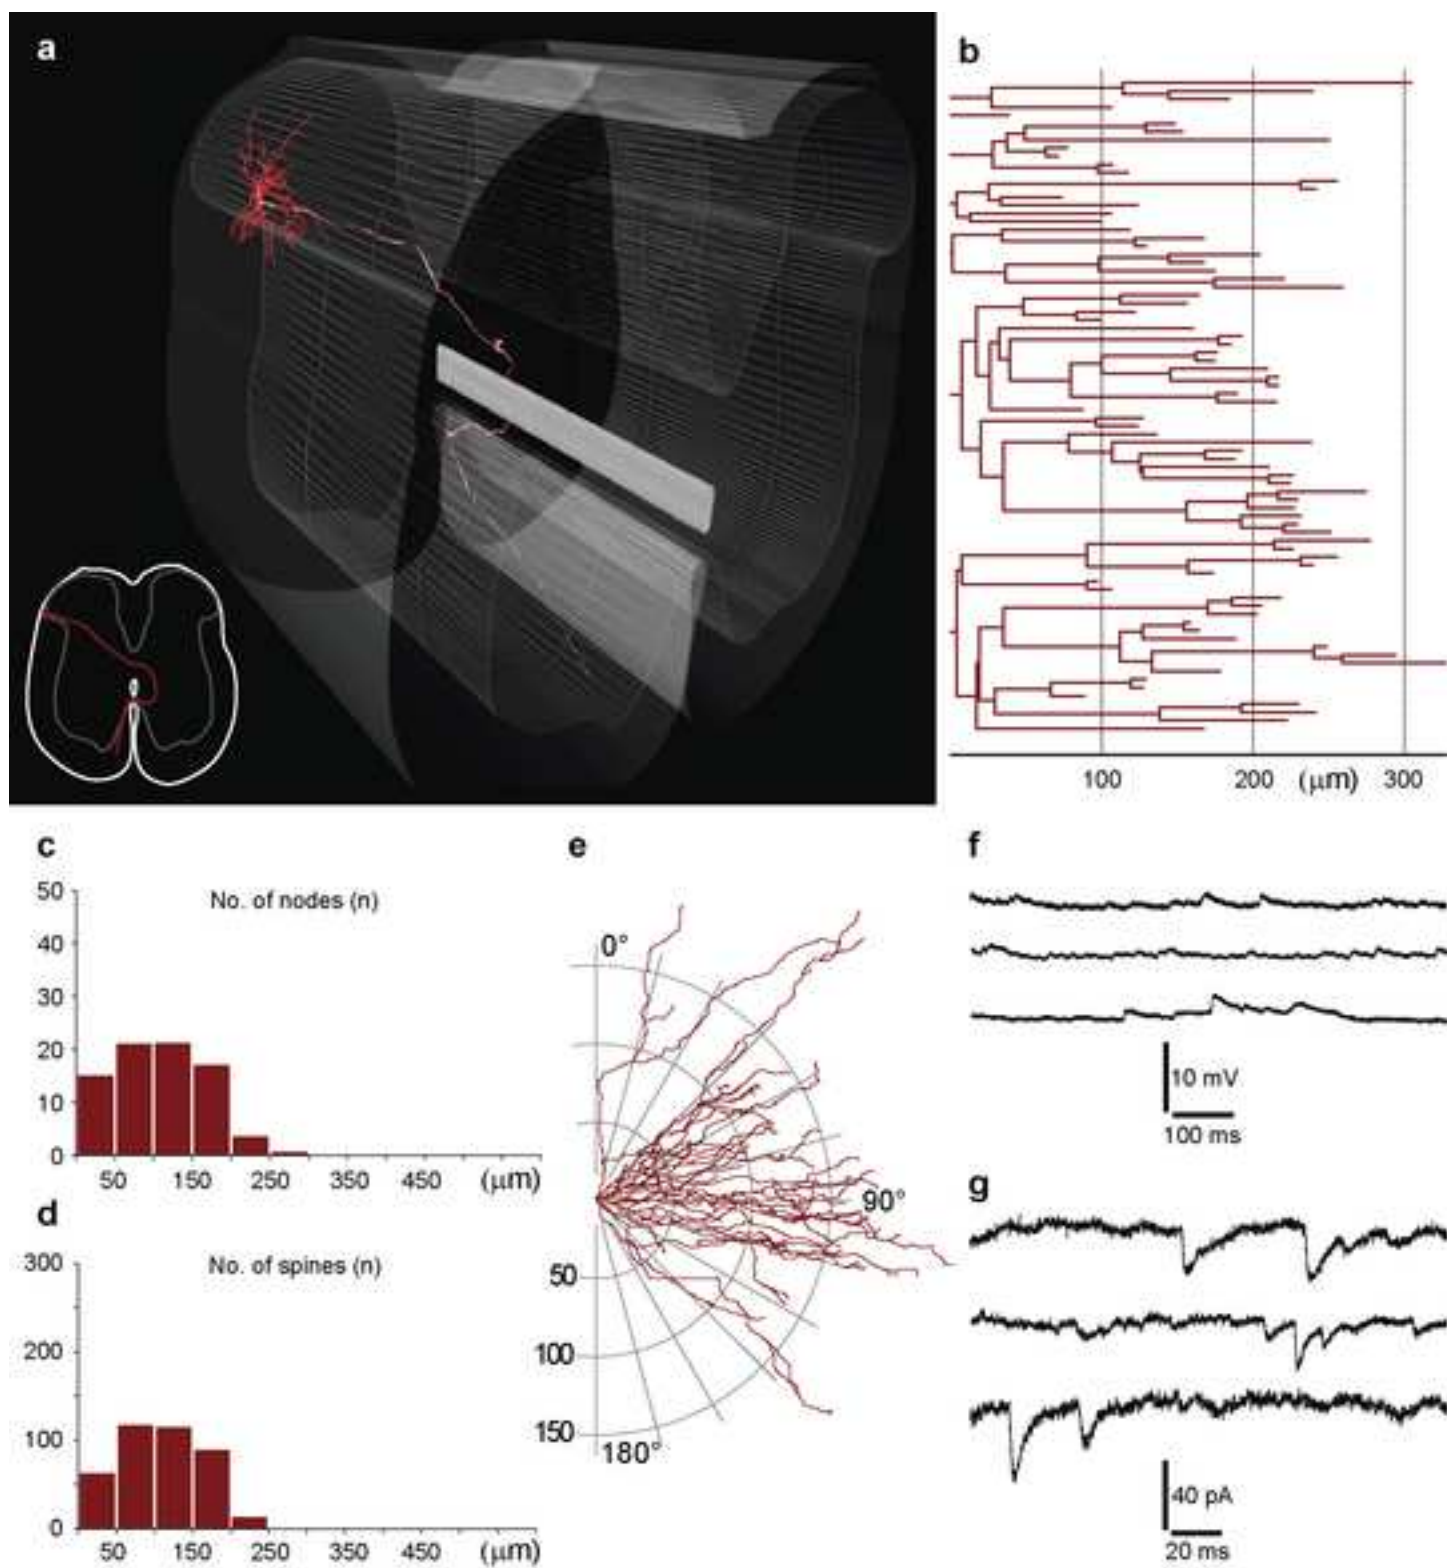 a
b
100 200 (μm) 300
c
No. of nodes (n)
50
40
30
20
10
0
50 150 250 350 450 (μm)
d
No. of spines (n)
300
200
100
0
50 150 250 350 450 (μm)
e
0°
90°
50
100
150
180°
f
10 mV
100 ms
g
40 pA
20 ms